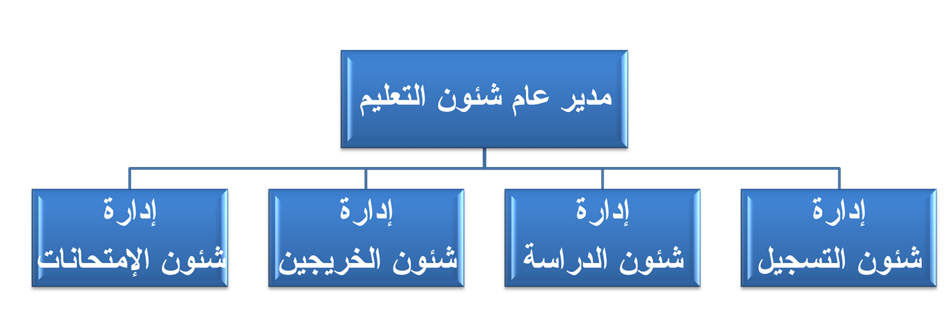 مدير عام شئون التعليم
إدارة
شئون التسجيل
إدارة
شئون الدراسة
إدارة
شئون الخريجين
إدارة
شئون الإمتحانات